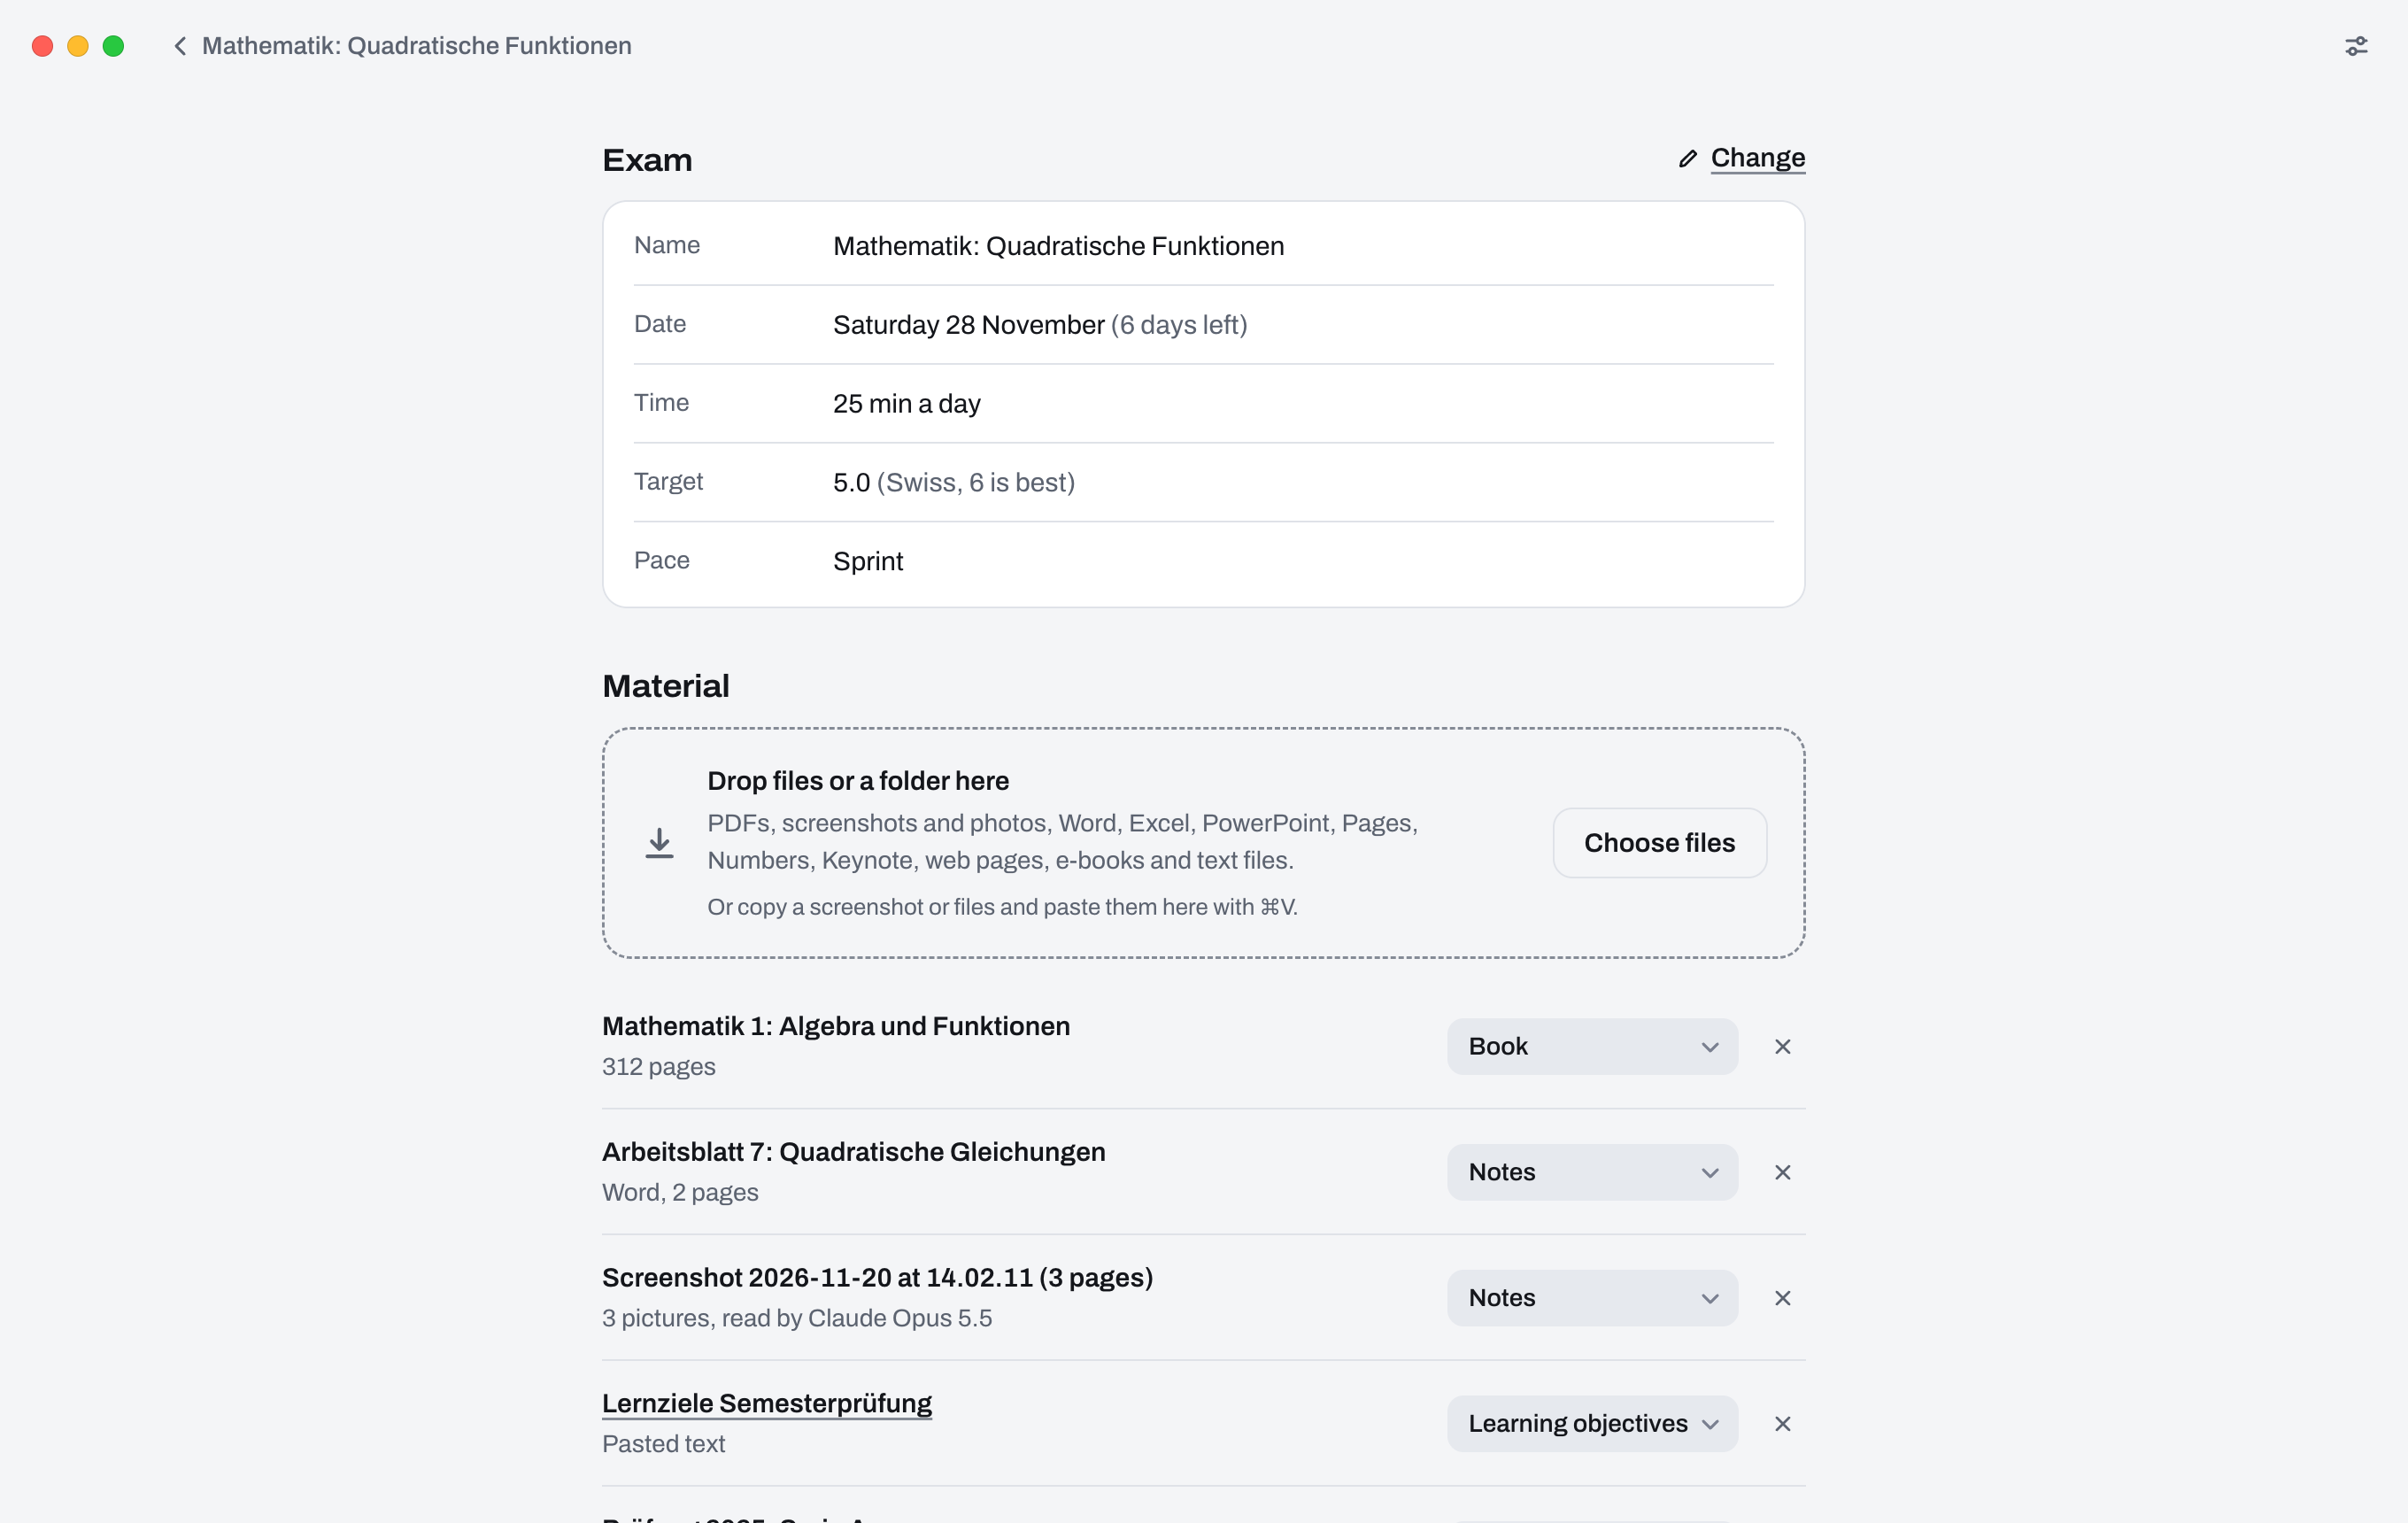 Mathematik: Quadratische Funktionen
Exam
Change
Name Mathematik: Quadratische Funktionen
Date Saturday 28 November (6 days left)
Time 25 min a day
Target 5.0 (Swiss, 6 is best)
Pace Sprint
Material
Drop files or a folder here
PDFs, screenshots and photos, Word, Excel, PowerPoint, Pages,
Numbers, Keynote, web pages, e-books and text files.
Or copy a screenshot or files and paste them here with ⌘V.
Choose files
Mathematik 1: Algebra und Funktionen
312 pages
Book
Arbeitsblatt 7: Quadratische Gleichungen
Word, 2 pages
Notes
Screenshot 2026-11-20 at 14.02.11 (3 pages)
3 pictures, read by Claude Opus 5.5
Notes
Lernziele Semesterprüfung
Pasted text
Learning objectives